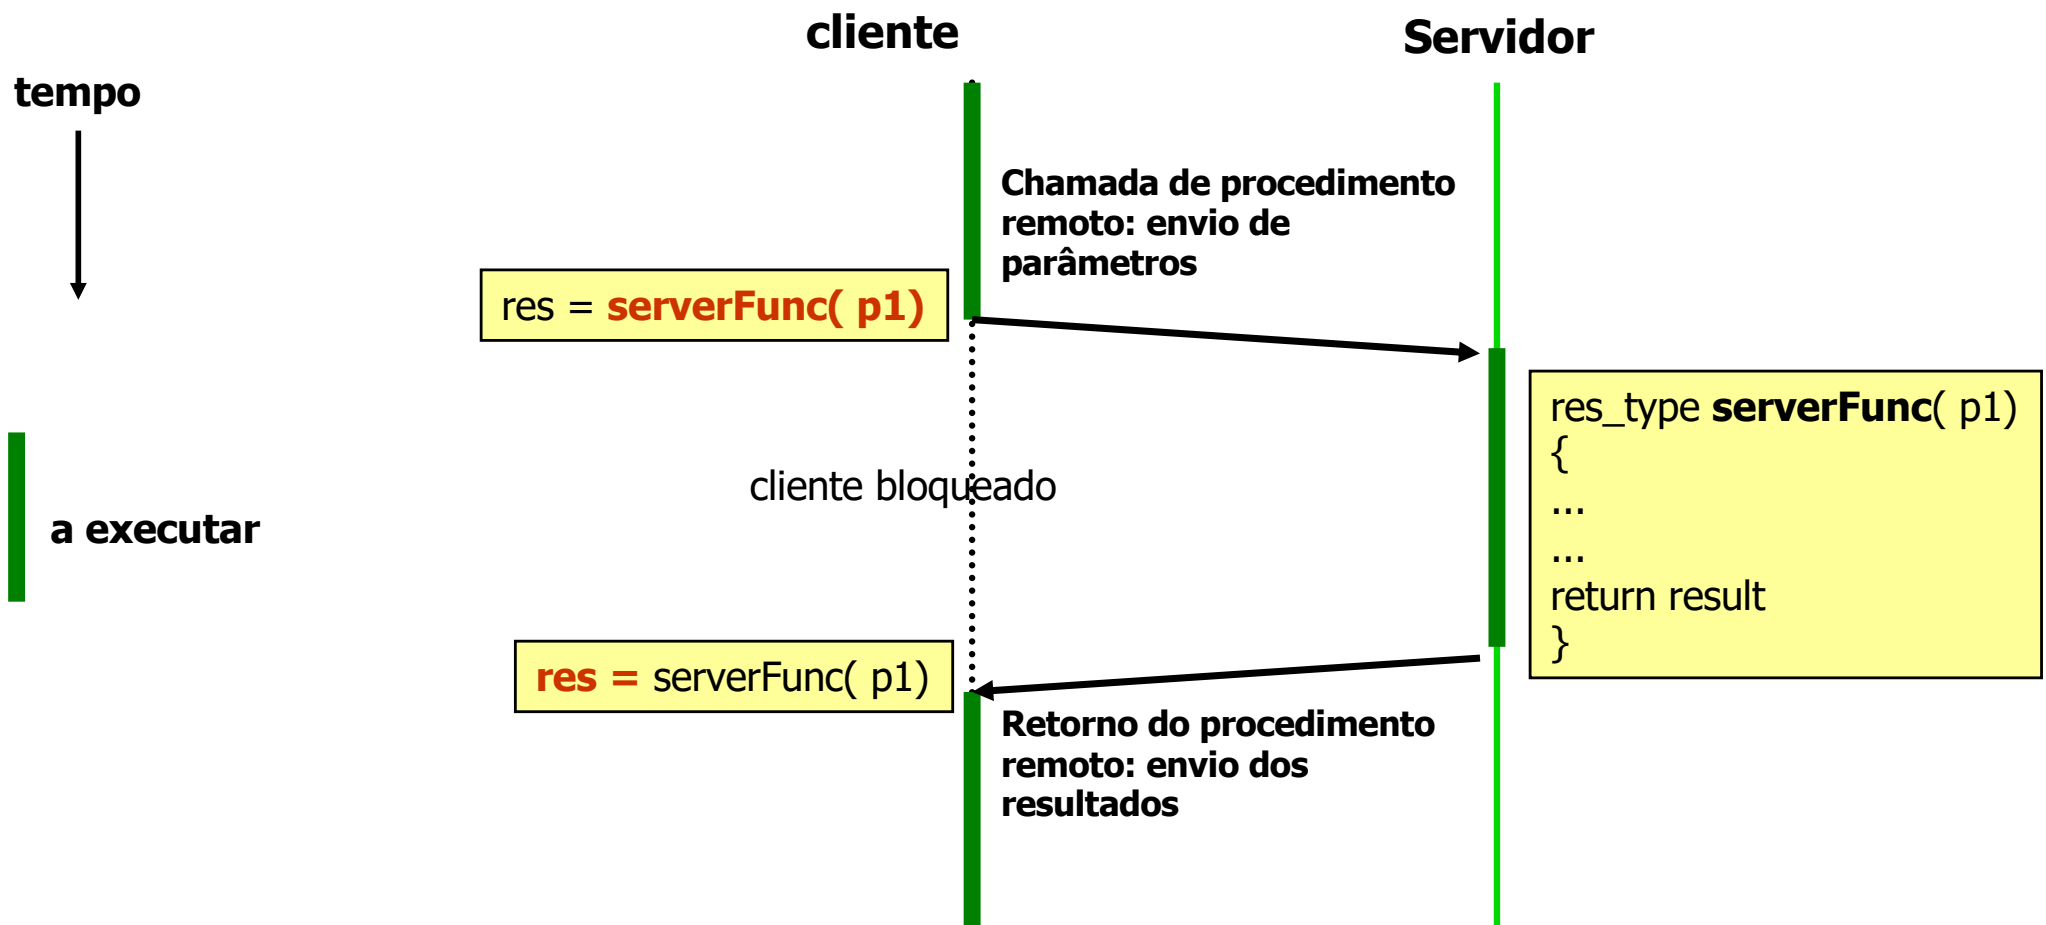 cliente
Servidor
tempo
Chamada de procedimento
remoto: envio de
parâmetros
res = serverFunc( p1)
res_type serverFunc( p1)
{
...
...
return result
}
cliente bloqueado
a executar
res = serverFunc( p1)
Retorno do procedimento
remoto: envio dos
resultados